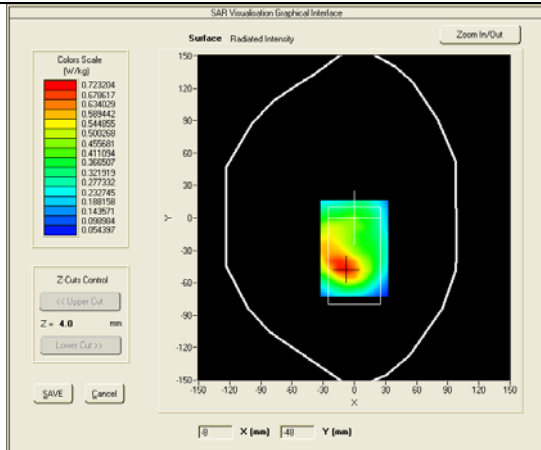 SAR Visualisation Graphical Interface
Surface Radiated Intensity
Zoom In/Out
Colors Scale
(W/kg)
0.723204
0.678617
0.634029
0.589442
0.544855
0.500268
0.455681
0.411094
0.366507
0.321919
0.277332
0.232745
0.188158
0.143571
0.098984
0.054397
Z-Cuts Control
<< Upper Cut
Z = 4.0 mm
Lower Cut >>
SAVE
Cancel
150
120
90
60
30
0
-30
-60
-90
-120
-150
Y
-150 -120 -90 -60 -30 0 30 60 90 120 150
X
-8 X (mm) -48 Y (mm)